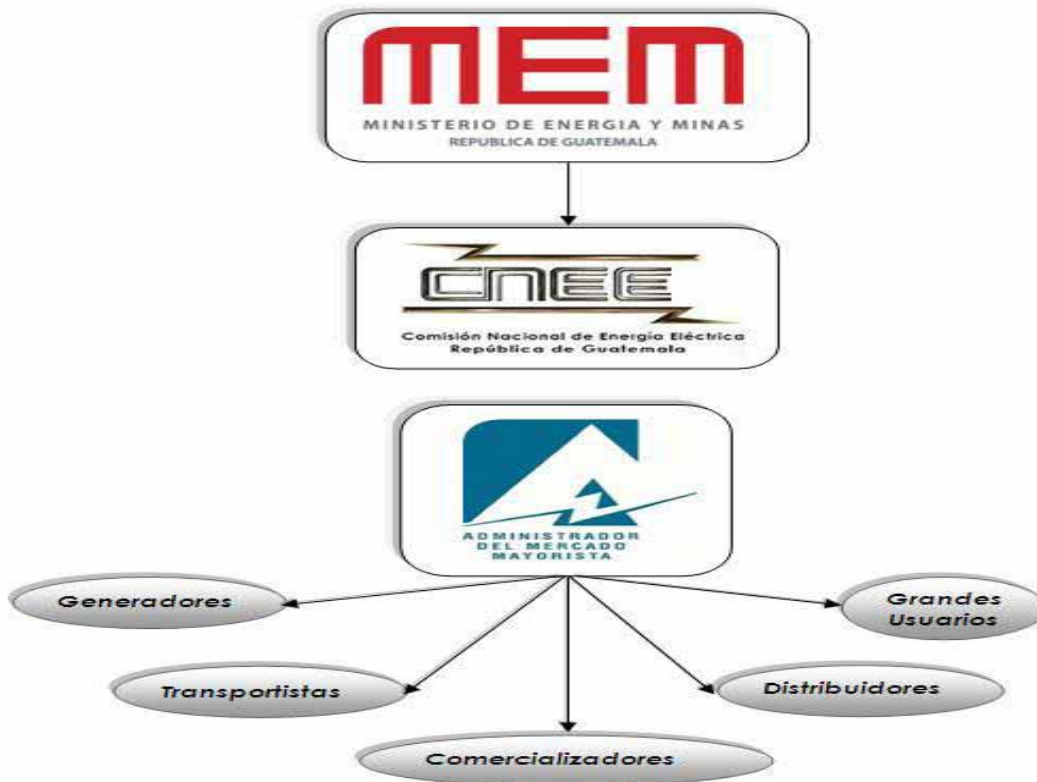 MEM
MINISTERIO DE ENERGIA Y MINAS
REPUBLICA DE GUATEMALA
CNEE
Comisión Nacional de Energía Eléctrica
República de Guatemala
ADMINISTRADOR
DEL MERCADO
MAYORISTA
Generadores
Grandes
Usuarios
Transportistas
Distribuidores
Comercializadores